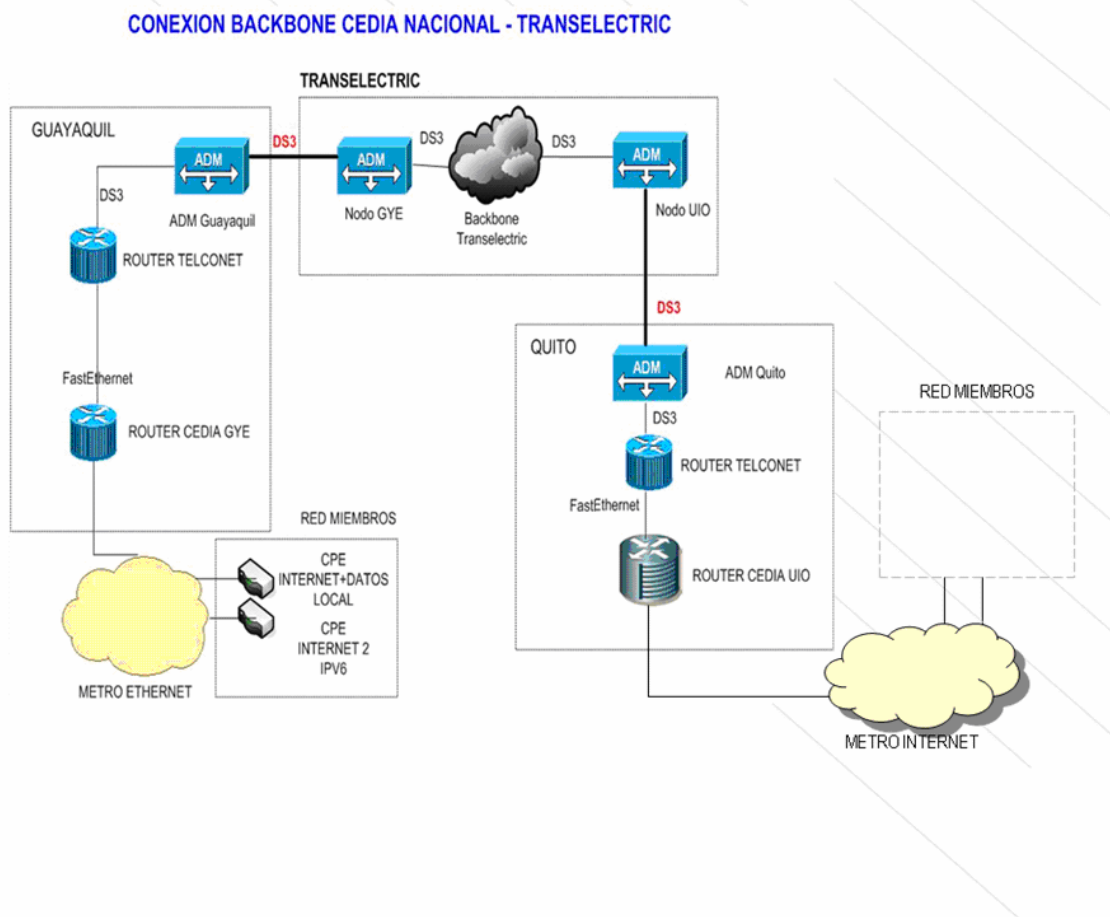 CONEXION BACKBONE CEDIA NACIONAL - TRANSELECTRIC
TRANSELECTRIC
GUAYAQUIL
ADM
ADM Guayaquil
DS3
DS3
ROUTER TELCONET
FastEthernet
ROUTER CEDIA GYE
ADM
Nodo GYE
DS3
Backbone
Transelectric
DS3
ADM
Nodo UIO
DS3
QUITO
ADM
ADM Quito
DS3
ROUTER TELCONET
FastEthernet
ROUTER CEDIA UIO
RED MIEMBROS
CPE
INTERNET+DATOS
LOCAL
CPE
INTERNET 2
IPV6
METRO ETHERNET
RED MIEMBROS
METRO INTERNET